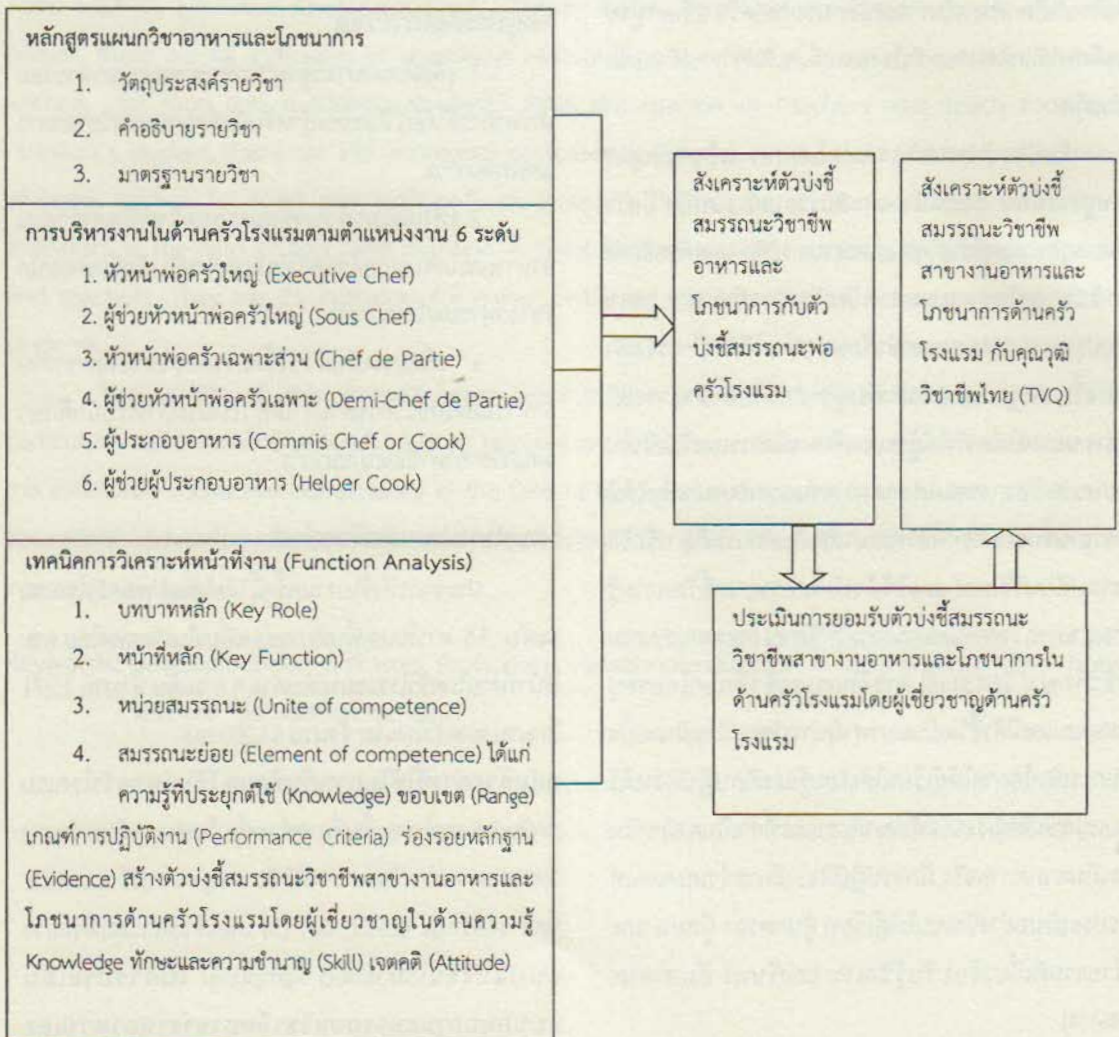 หลักสูตรแผนกวิชาอาหารและโภชนาการ
1. วัตถุประสงค์รายวิชา
2. คำอธิบายรายวิชา
3. มาตรฐานรายวิชา
การบริหารงานในด้านครัวโรงแรมตามตำแหน่งงาน 6 ระดับ
1. หัวหน้าพ่อครัวใหญ่ (Executive Chef)
2. ผู้ช่วยหัวหน้าพ่อครัวใหญ่ (Sous Chef)
3. หัวหน้าพ่อครัวเฉพาะส่วน (Chef de Partie)
4. ผู้ช่วยหัวหน้าพ่อครัวเฉพาะ (Demi-Chef de Partie)
5. ผู้ประกอบอาหาร (Commis Chef or Cook)
6. ผู้ช่วยผู้ประกอบอาหาร (Helper Cook)
เทคนิคการวิเคราะห์หน้าที่งาน (Function Analysis)
1. บทบาทหลัก (Key Role)
2. หน้าที่หลัก (Key Function)
3. หน่วยสมรรถนะ (Unite of competence)
4. สมรรถนะย่อย (Element of competence) ได้แก่
ความรู้ที่ประยุกต์ใช้ (Knowledge) ขอบเขต (Range)
เกณฑ์การปฏิบัติงาน (Performance Criteria) ร่องรอยหลักฐาน
(Evidence) สร้างตัวบ่งชี้สมรรถนะวิชาชีพสาขางานอาหารและ
โภชนาการด้านครัวโรงแรมโดยผู้เชี่ยวชาญในด้านความรู้
Knowledge ทักษะและความชำนาญ (Skill) เจตคติ (Attitude)
สังเคราะห์ตัวบ่งชี้
สมรรถนะวิชาชีพ
อาหารและ
โภชนาการกับตัว
บ่งชี้สมรรถนะพ่อ
ครัวโรงแรม
สังเคราะห์ตัวบ่งชี้
สมรรถนะวิชาชีพ
สาขางานอาหารและ
โภชนาการด้านครัว
โรงแรม กับคุณวุฒิ
วิชาชีพไทย (TVQ)
ประเมินการยอมรับตัวบ่งชี้สมรรถนะ
วิชาชีพสาขางานอาหารและโภชนาการใน
ด้านครัวโรงแรมโดยผู้เชี่ยวชาญด้านครัว
โรงแรม